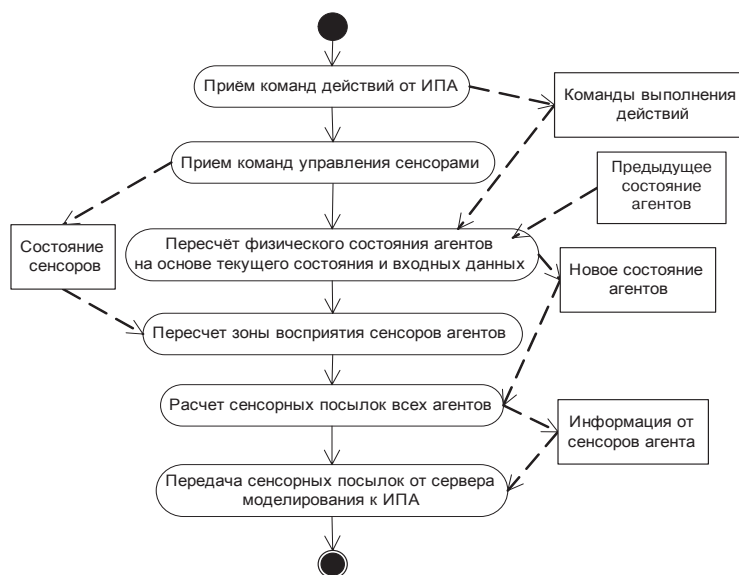 Приём команд действий от ИПА
Команды выполнения
действий
Прием команд управления сенсорами
Предыдущее
состояние
агентов
Состояние
сенсоров
Пересчёт физического состояния агентов
на основе текущего состояния и входных данных
Новое состояние
агентов
Пересчет зоны восприятия сенсоров агентов
Расчет сенсорных посылок всех агентов
Информация от
сенсоров агента
Передача сенсорных посылок от сервера
моделирования к ИПА